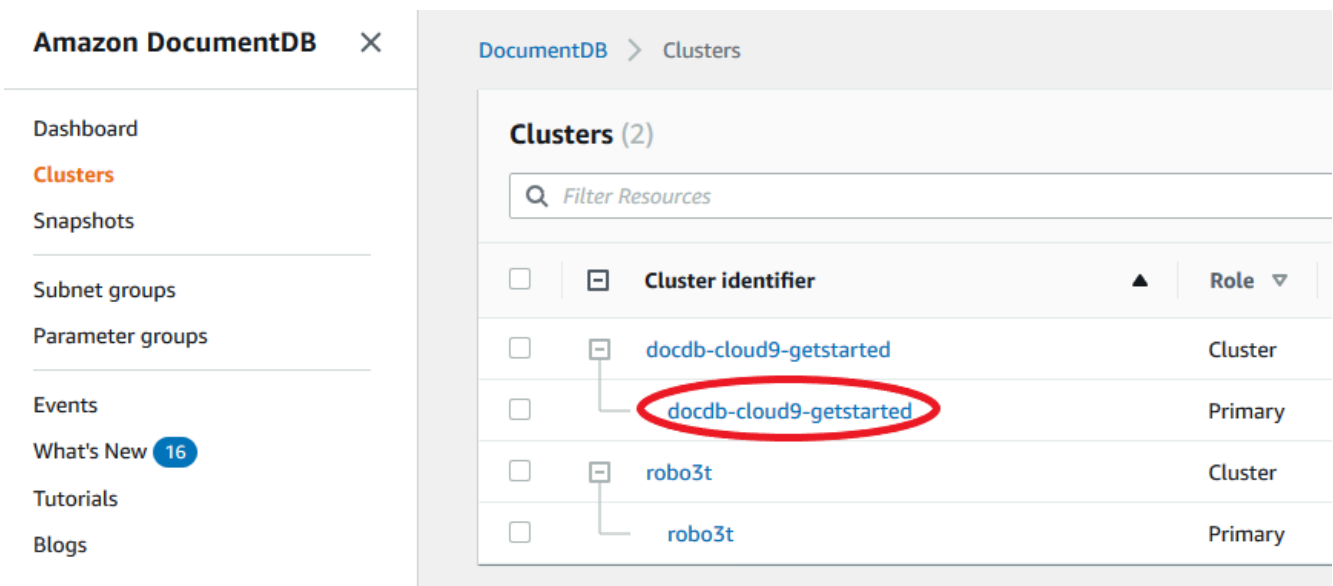 Amazon DocumentDB
Dashboard
Clusters
Snapshots
Subnet groups
Parameter groups
Events
What's New 16
Tutorials
Blogs
DocumentDB > Clusters
Clusters (2)
Filter Resources
Cluster identifier Role
docdb-cloud9-getstarted Cluster
docdb-cloud9-getstarted Primary
robo3t Cluster
robo3t Primary